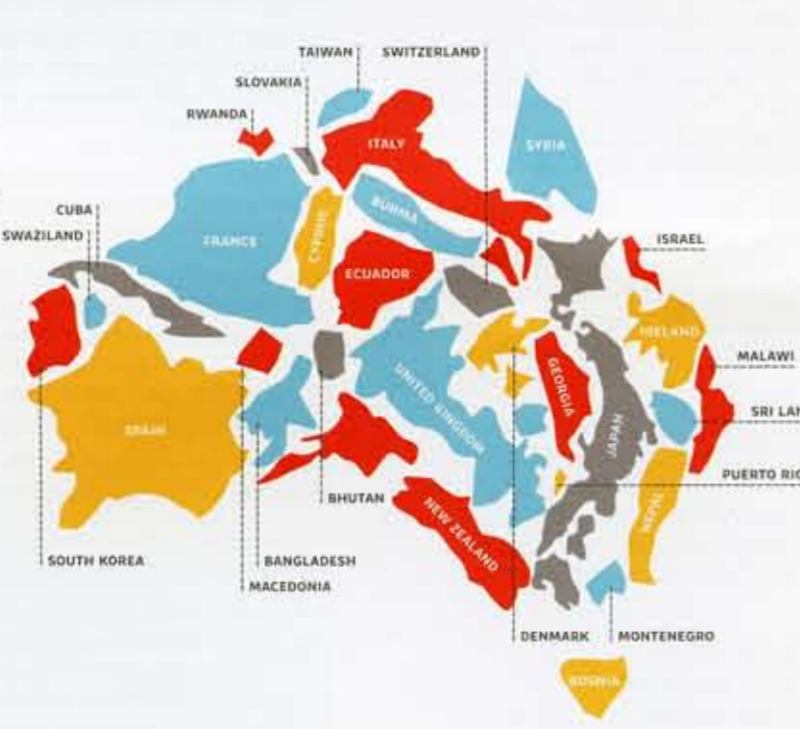 TAIWAN
SWITZERLAND
SLOVAKIA
RWANDA
ITALY
SYRIA
CUBA
SWAZILAND
BURMA
CYPRUS
FRANCE
ISRAEL
ECUADOR
IRELAND
MALAWI
GEORGIA
UNITED KINGDOM
SRI LAN
SPAIN
JAPAN
PUERTO RIC
BHUTAN
NEPAL
NEW ZEALAND
SOUTH KOREA
BANGLADESH
MACEDONIA
DENMARK
MONTENEGRO
BOSNIA